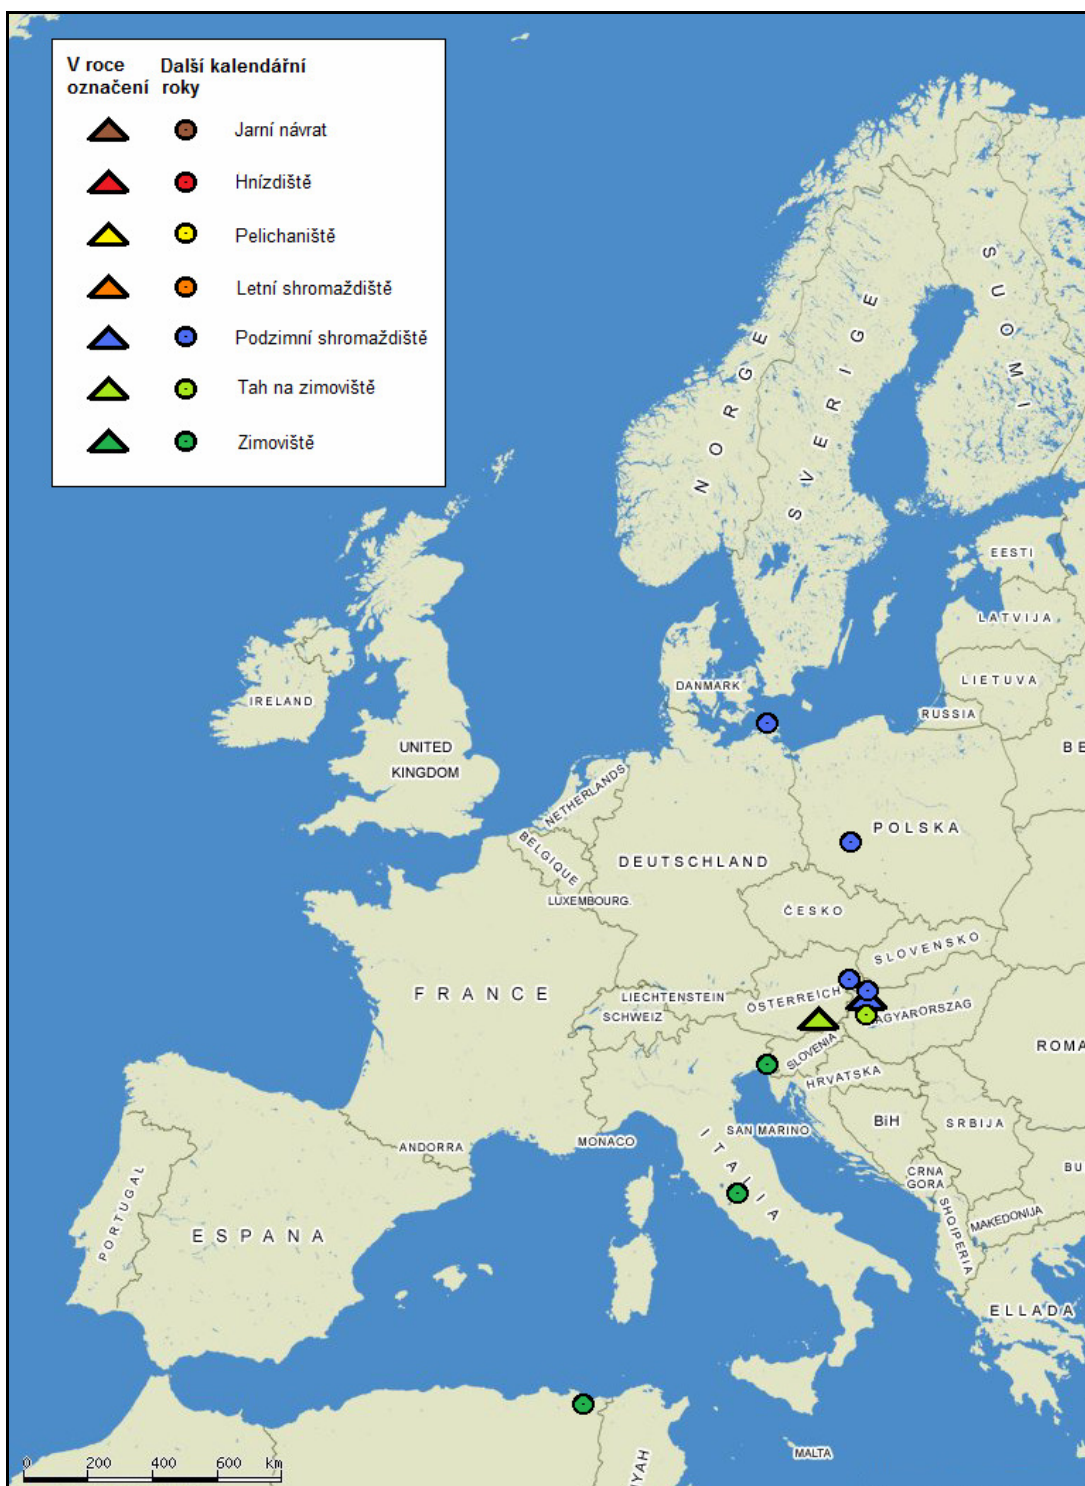 V roce označení
Další kalendářní roky
Jarní návrat
Hnízdiště
Pelichaniště
Letní shromaždiště
Podzimní shromaždiště
Tah na zimoviště
Zimoviště
SUOMI
NORGE
SVERIGE
EESTI
LATVIJA
LIETUVA
RUSSIA
DANMARK
IRELAND
UNITED
KINGDOM
NETHERLANDS
BELGIQUE
LUXEMBOURG.
DEUTSCHLAND
POLSKA
BE
ČESKO
SLOVENSKO
FRANCE
LIECHTENSTEIN
SCHWEIZ
ÖSTERREICH
AGYARORSZAG
SLOVENIA
HRVATSKA
ROMA
BiH
SRBIJA
SAN MARINO
MONACO
ANDORRA
ITALIA
CRNA
GORA
BU
MAKEDONIJA
SHQIPERIA
PORTUGAL
ESPANA
ELLADA
MALTA
YAH
0 200 400 600 km